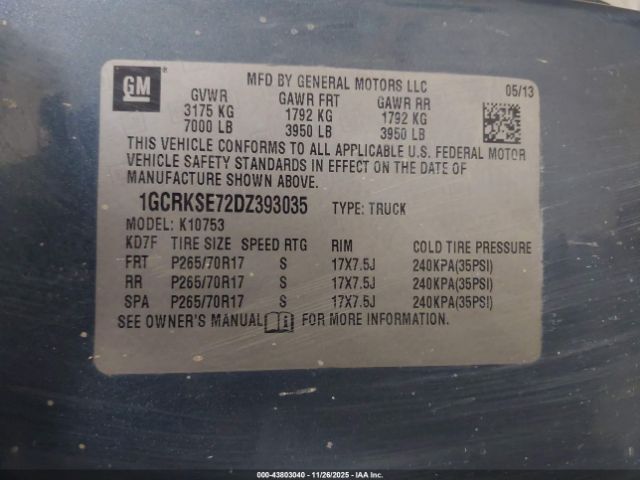 GM
MFD BY GENERAL MOTORS LLC
05/13
GVWR GAWR FRT GAWR RR
3175 KG 1792 KG 1792 KG
7000 LB 3950 LB 3950 LB
THIS VEHICLE CONFORMS TO ALL APPLICABLE U.S. FEDERAL MOTOR
VEHICLE SAFETY STANDARDS IN EFFECT ON THE DATE OF
MANUFACTURE SHOWN ABOVE.
1GCRKSE72DZ393035 TYPE: TRUCK
MODEL: K10753
KD7F TIRE SIZE SPEED RTG RIM COLD TIRE PRESSURE
FRT P265/70R17 S 17X7.5J 240KPA(35PSI)
RR P265/70R17 S 17X7.5J 240KPA(35PSI)
SPA P265/70R17 S 17X7.5J 240KPA(35PSI)
SEE OWNER'S MANUAL FOR MORE INFORMATION.
000-43803040 - 11/26/2025 - IAA Inc.